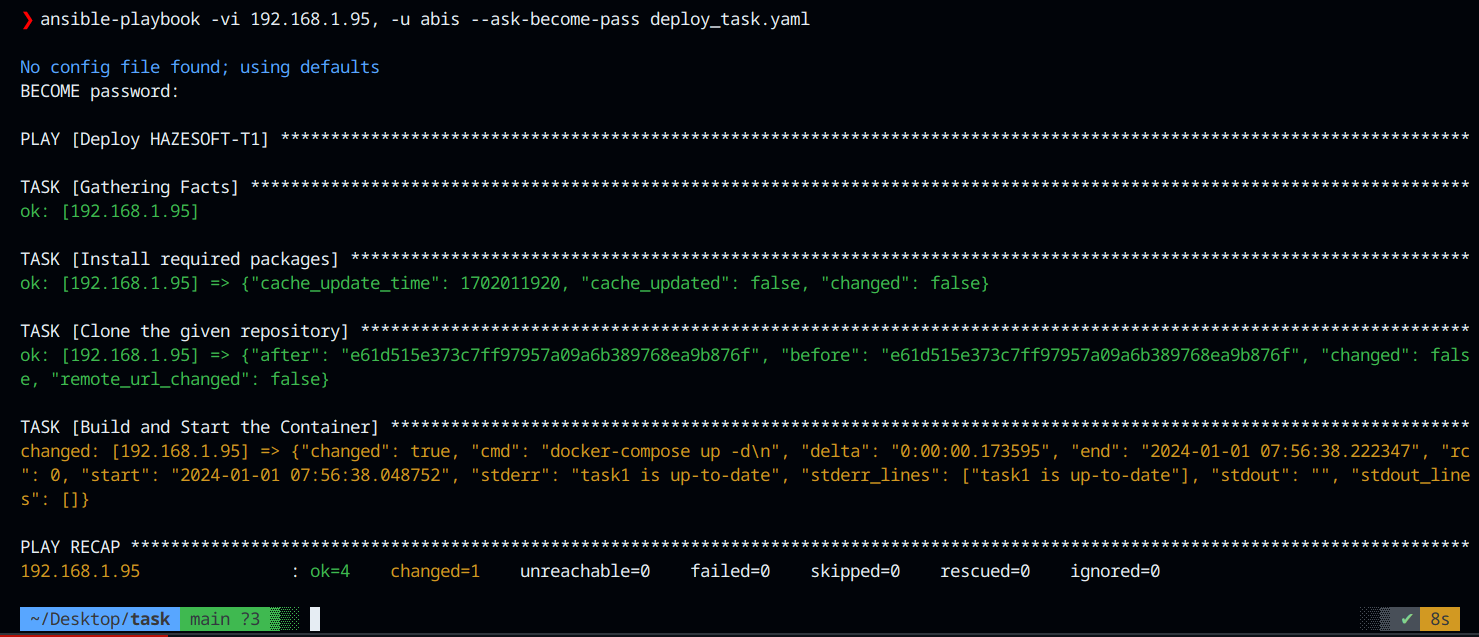 ❯ ansible-playbook -vi 192.168.1.95, -u abis --ask-become-pass deploy_task.yaml
No config file found; using defaults
BECOME password:
PLAY [Deploy HAZESOFT-T1] ***********************************************************************************************************************
TASK [Gathering Facts] **************************************************************************************************************************
ok: [192.168.1.95]
TASK [Install required packages] ****************************************************************************************************************
ok: [192.168.1.95] => {"cache_update_time": 1702011920, "cache_updated": false, "changed": false}
TASK [Clone the given repository] ***************************************************************************************************************
ok: [192.168.1.95] => {"after": "e61d515e373c7ff97957a09a6b389768ea9b876f", "before": "e61d515e373c7ff97957a09a6b389768ea9b876f", "changed": fals
e, "remote_url_changed": false}
TASK [Build and Start the Container] ************************************************************************************************************
changed: [192.168.1.95] => {"changed": true, "cmd": "docker-compose up -d\n", "delta": "0:00:00.173595", "end": "2024-01-01 07:56:38.222347", "rc
": 0, "start": "2024-01-01 07:56:38.048752", "stderr": "task1 is up-to-date", "stderr_lines": ["task1 is up-to-date"], "stdout": "", "stdout_line
s": []}
PLAY RECAP **************************************************************************************************************************************
192.168.1.95               : ok=4    changed=1    unreachable=0    failed=0    skipped=0    rescued=0    ignored=0
~/Desktop/task main ?3 ✔ 8s